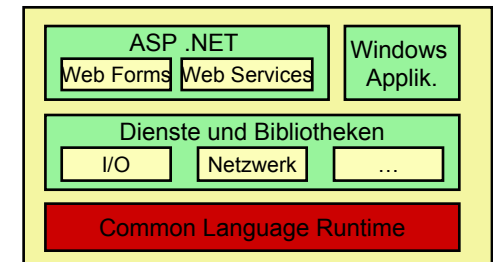 ASP .NET
Web Forms
Web Services
Windows
Applik.
Dienste und Bibliotheken
I/O
Netzwerk
…
Common Language Runtime